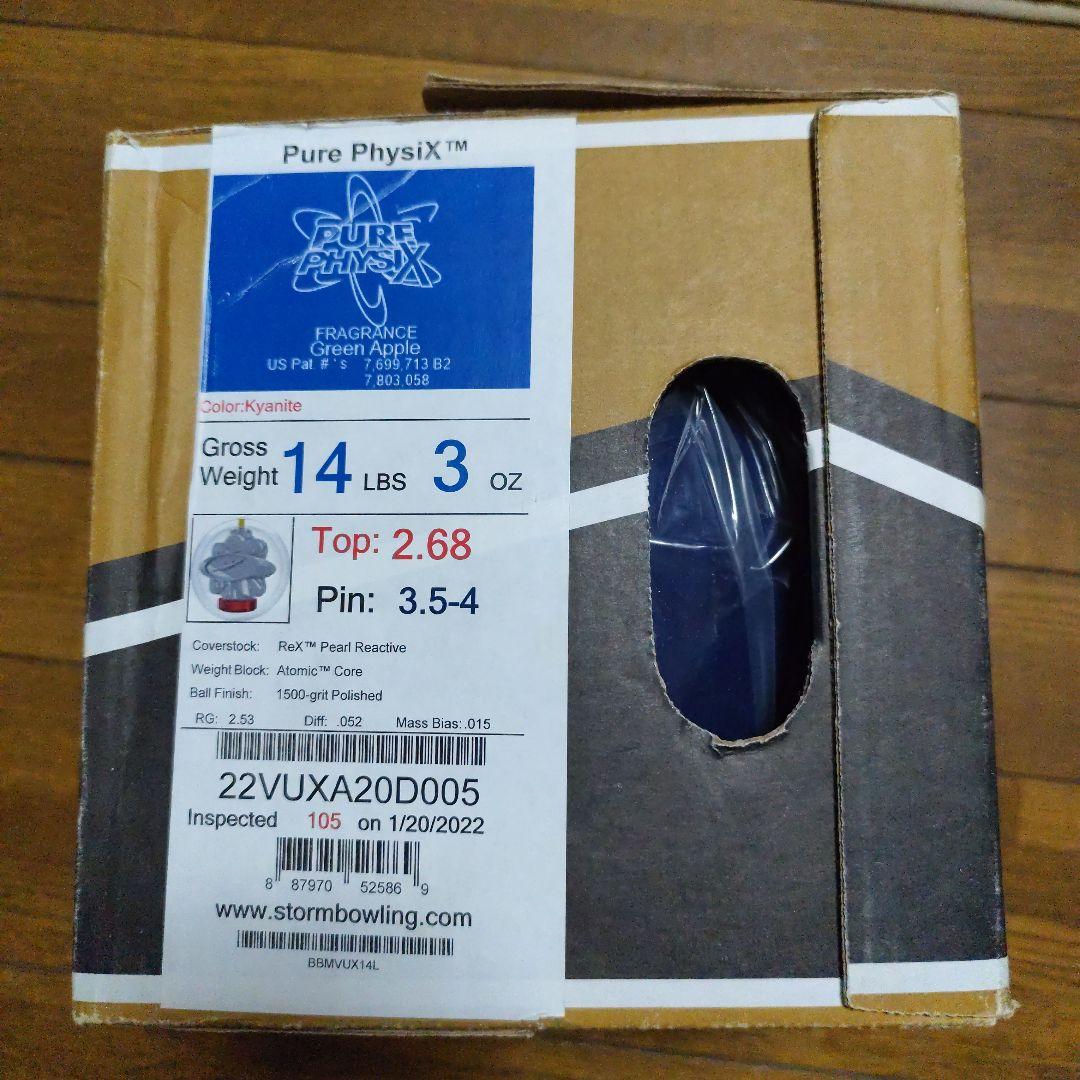 Pure PhysiX™
PURE
PHYSIX
FRAGRANCE
Green Apple
US Pat. #'s 7,699,713 B2
7,803,058
Color:Kyanite
Gross Weight 14 LBS 3 OZ
Top: 2.68
Pin: 3.5-4
Coverstock: ReX™ Pearl Reactive
Weight Block: Atomic™ Core
Ball Finish: 1500-grit Polished
RG: 2.53 Diff: .052 Mass Bias: .015
22VUXA20D005
Inspected 105 on 1/20/2022
8 87970 52586 9
www.stormbowling.com
BBMVUX14L